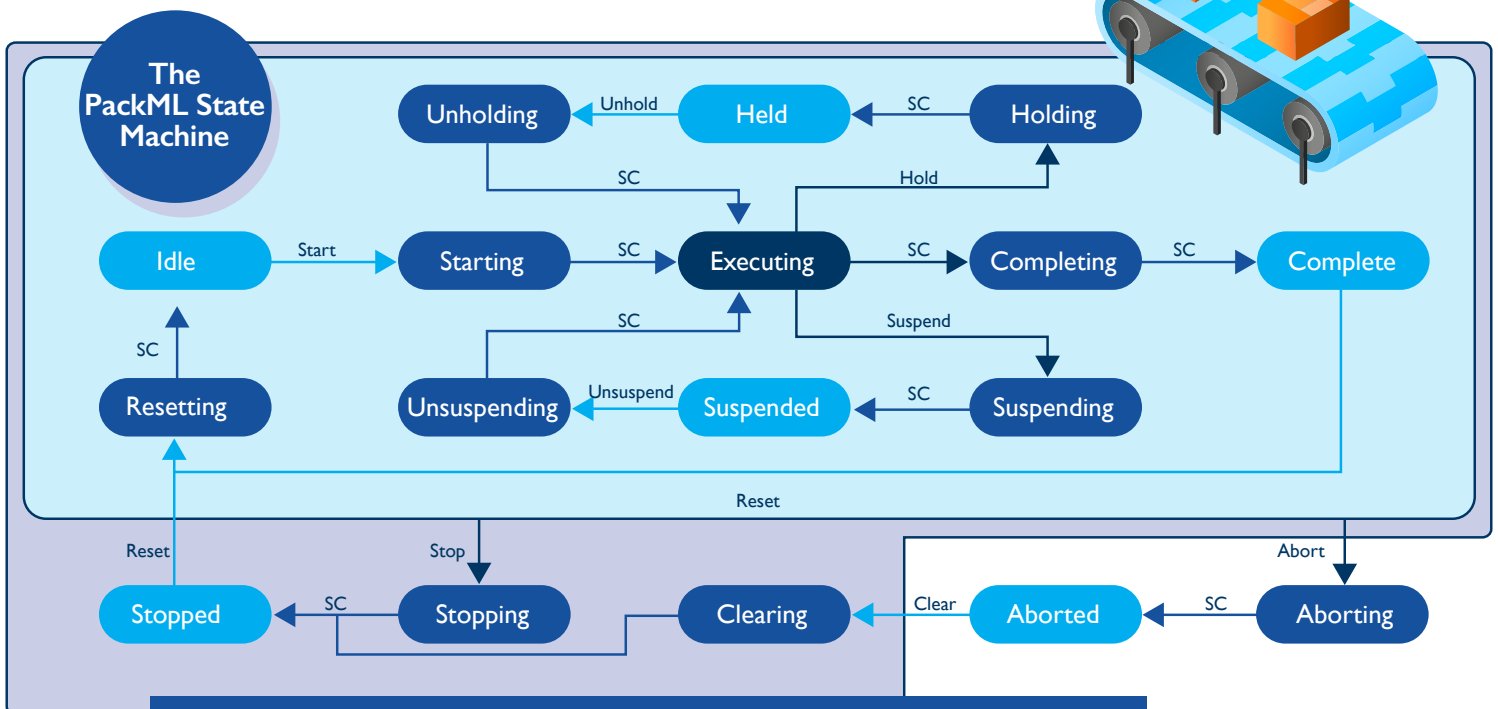 The
PackML State
Machine
Unholding
Unhold
Held
SC
Holding
SC
Hold
Idle
Start
Starting
SC
Executing
SC
Completing
SC
Complete
SC
SC
Suspend
Resetting
Unsuspending
Unsuspend
Suspended
SC
Suspending
Reset
Reset
Stop
Abort
Stopped
SC
Stopping
Clearing
Clear
Aborted
SC
Aborting